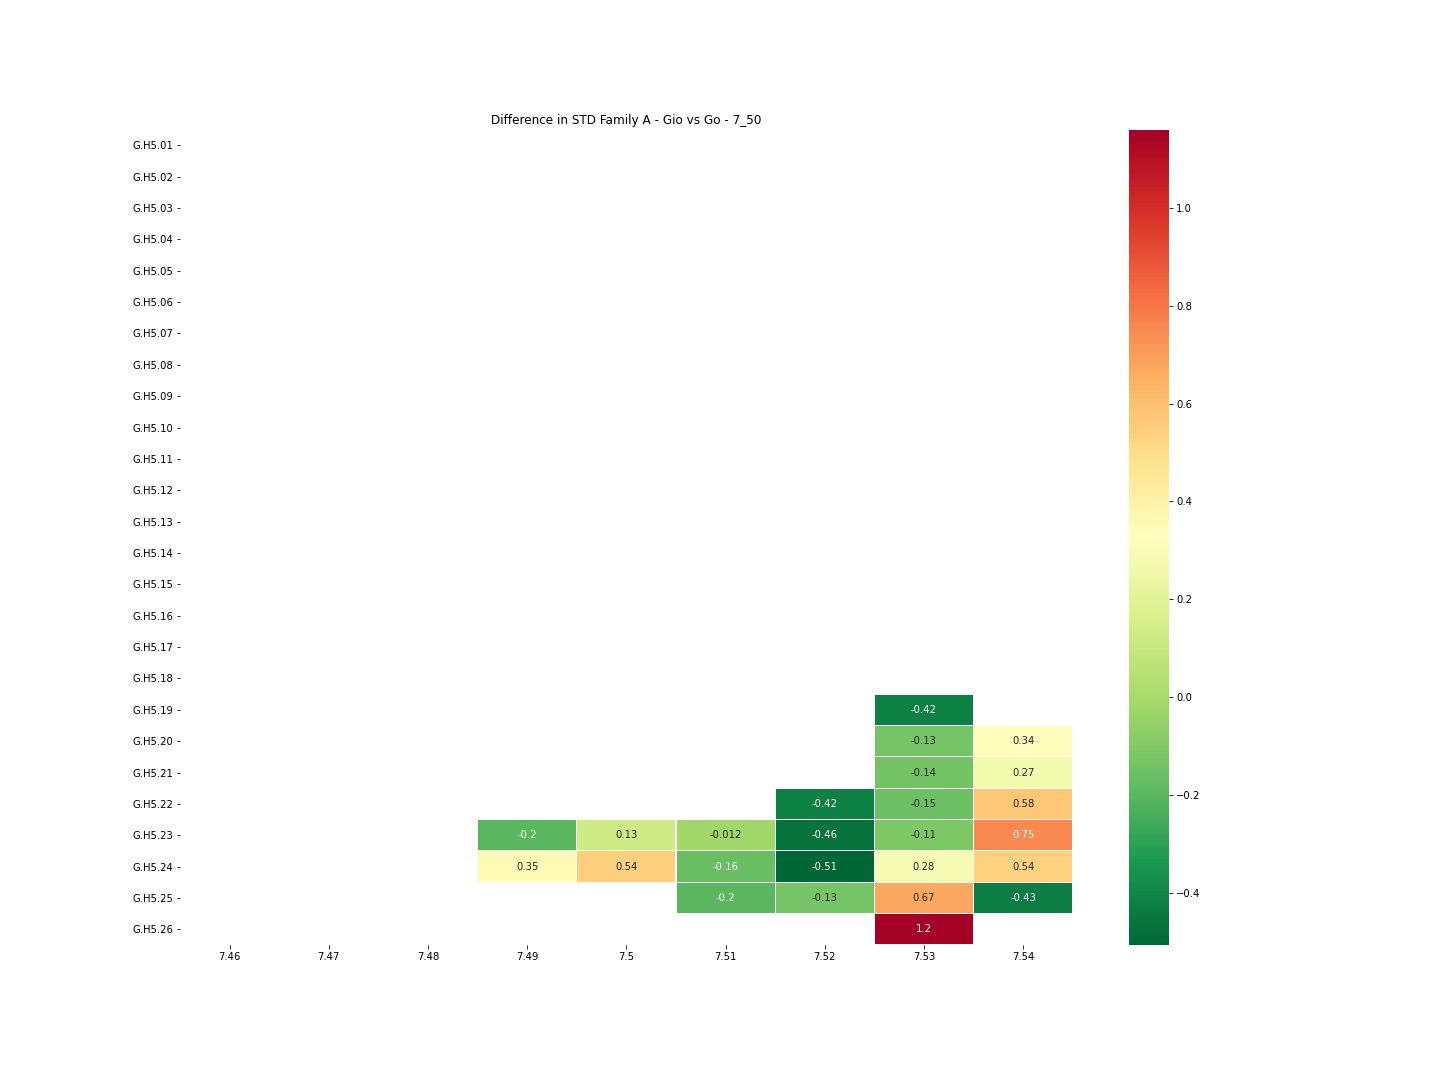 Difference in STD Family A - Gio vs Go - 7_50
G.H5.01
G.H5.02
G.H5.03
G.H5.04
G.H5.05
G.H5.06
G.H5.07
G.H5.08
G.H5.09
G.H5.10
G.H5.11
G.H5.12
G.H5.13
G.H5.14
G.H5.15
G.H5.16
G.H5.17
G.H5.18
G.H5.19 -0.42
G.H5.20 -0.13 0.34
G.H5.21 -0.14 0.27
G.H5.22 -0.42 -0.15 0.58
G.H5.23 -0.2 0.13 -0.012 -0.46 -0.11 0.75
G.H5.24 0.35 0.54 -0.16 -0.51 0.28 0.54
G.H5.25 -0.2 -0.13 0.67 -0.43
G.H5.26 1.2
7.46 7.47 7.48 7.49 7.5 7.51 7.52 7.53 7.54
1.0
0.8
0.6
0.4
0.2
0.0
−0.2
−0.4